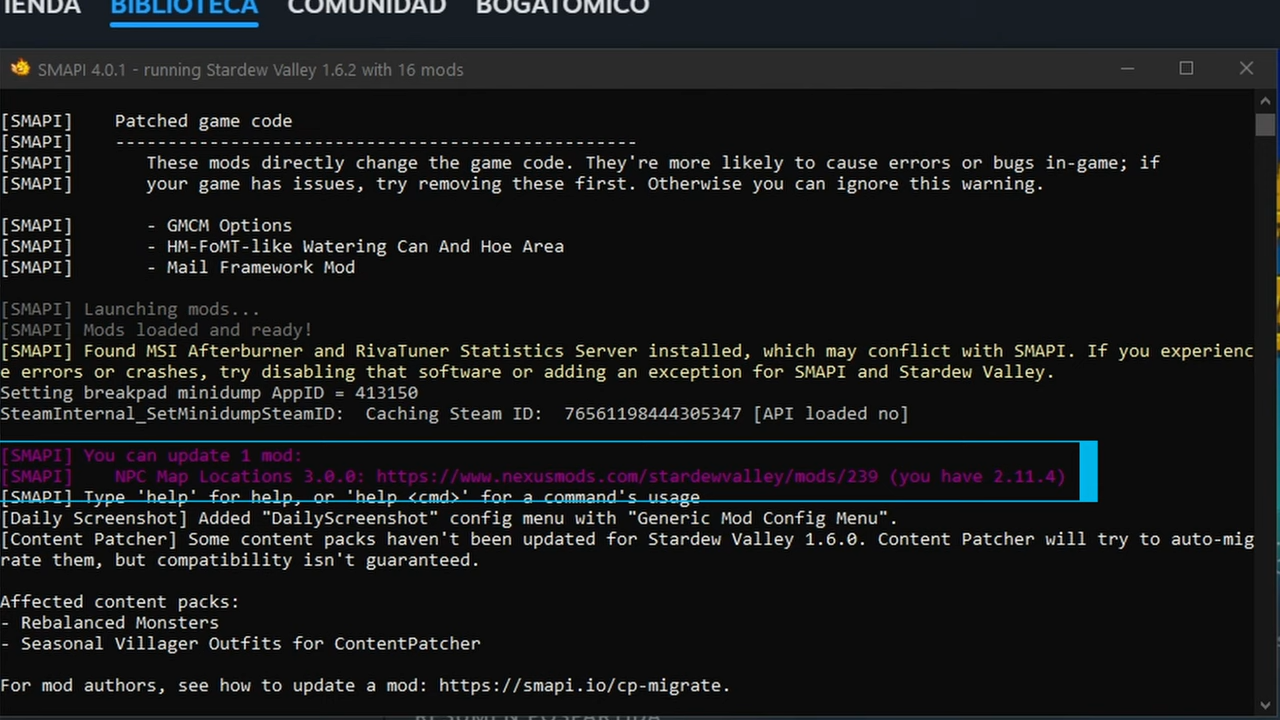 BIBLIOTECA COMUNIDAD BOGATOMICO
SMAPI 4.0.1 - running Stardew Valley 1.6.2 with 16 mods
[SMAPI] Patched game code
[SMAPI] --------------------------------------------------
[SMAPI] These mods directly change the game code. They're more likely to cause errors or bugs in-game; if
[SMAPI] your game has issues, try removing these first. Otherwise you can ignore this warning.
[SMAPI] - GMCM Options
[SMAPI] - HM-FoMT-like Watering Can And Hoe Area
[SMAPI] - Mail Framework Mod
[SMAPI] Launching mods...
[SMAPI] Mods loaded and ready!
[SMAPI] Found MSI Afterburner and RivaTuner Statistics Server installed, which may conflict with SMAPI. If you experienc
e errors or crashes, try disabling that software or adding an exception for SMAPI and Stardew Valley.
Setting breakpad minidump AppID = 413150
SteamInternal_SetMinidumpSteamID: Caching Steam ID: 76561198444305347 [API loaded no]
[SMAPI] You can update 1 mod:
[SMAPI] NPC Map Locations 3.0.0: https://www.nexusmods.com/stardewvalley/mods/239 (you have 2.11.4)
[SMAPI] Type 'help' for help, or 'help <cmd>' for a command's usage
[Daily Screenshot] Added "DailyScreenshot" config menu with "Generic Mod Config Menu".
[Content Patcher] Some content packs haven't been updated for Stardew Valley 1.6.0. Content Patcher will try to auto-mig
rate them, but compatibility isn't guaranteed.
Affected content packs:
- Rebalanced Monsters
- Seasonal Villager Outfits for ContentPatcher
For mod authors, see how to update a mod: https://smapi.io/cp-migrate.